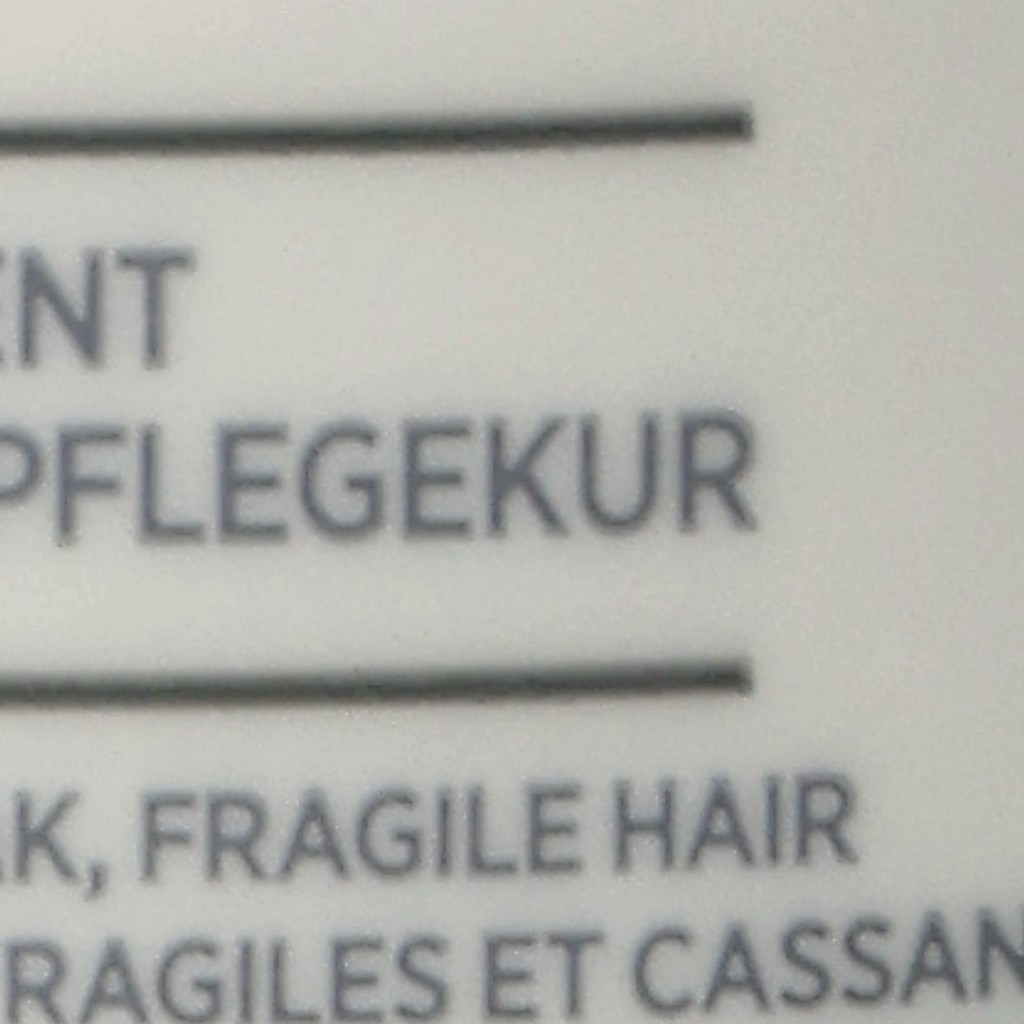 ENT
PFLEGEKUR
AK, FRAGILE HAIR
RAGILES ET CASSAN